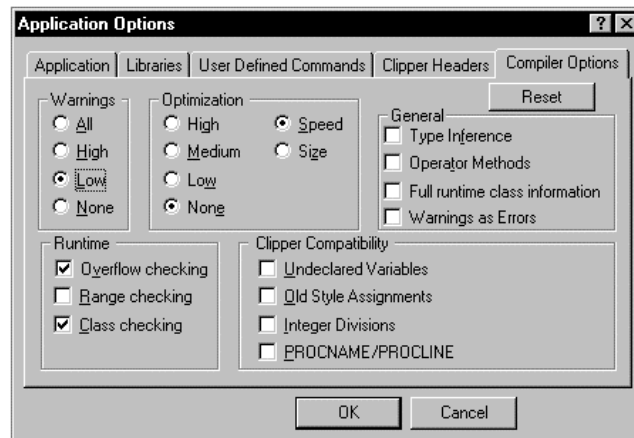 Application Options
Application Libraries User Defined Commands Clipper Headers Compiler Options
Reset
Warnings
All
High
Low
None
Optimization
High
Medium
Low
None
Speed
Size
General
Type Inference
Operator Methods
Full runtime class information
Warnings as Errors
Runtime
Overflow checking
Range checking
Class checking
Clipper Compatibility
Undeclared Variables
Old Style Assignments
Integer Divisions
PROCNAME/PROCLINE
OK Cancel